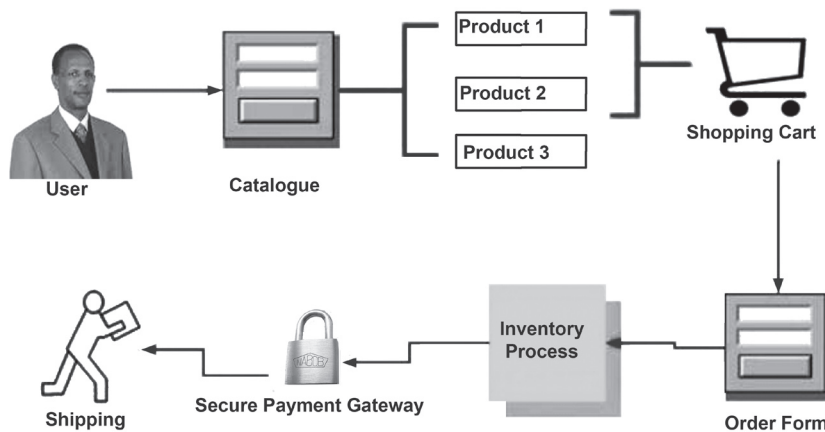 Product 1
Product 2
Product 3
User
Catalogue
Shopping Cart
Inventory
Process
Shipping
Secure Payment Gateway
Order Form